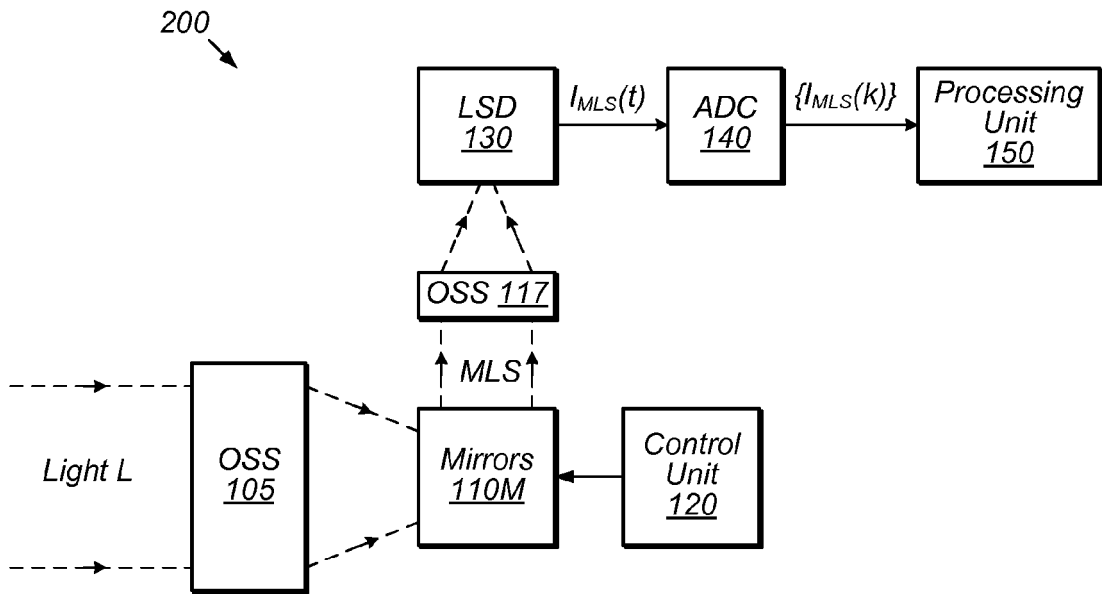 200
LSD
130
I_MLS(t)
ADC
140
{I_MLS(k)}
Processing
Unit
150
OSS 117
MLS
Light L
OSS
105
Mirrors
110M
Control
Unit
120